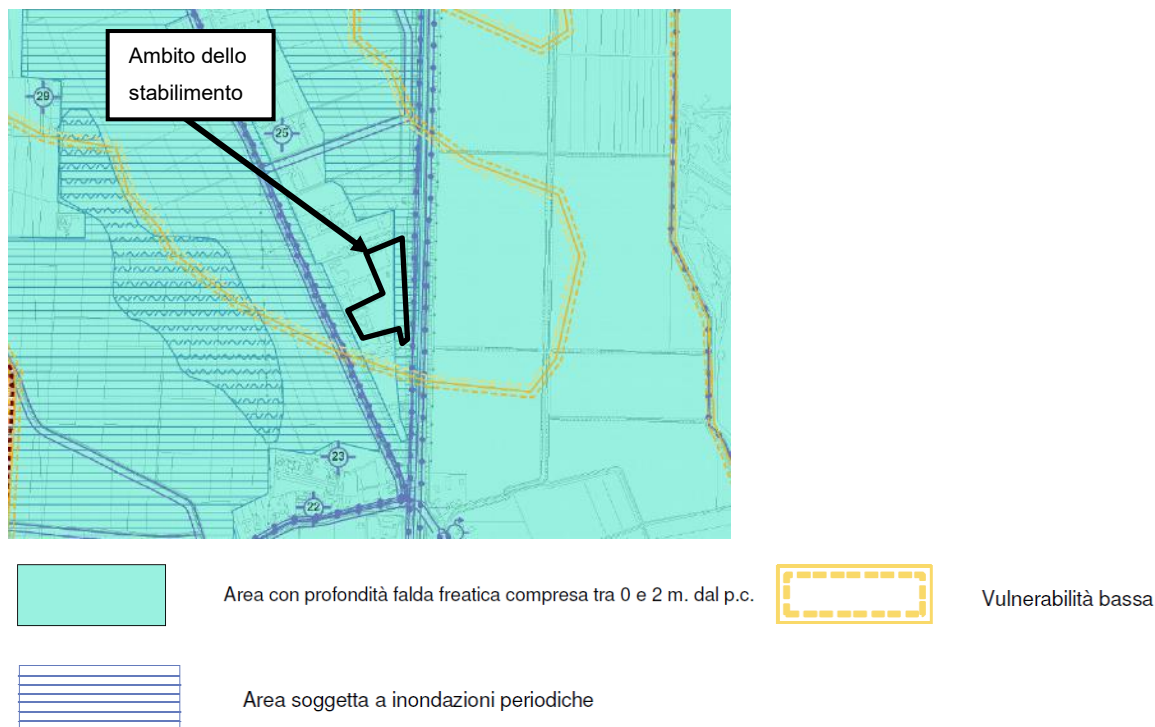 Ambito dello
stabilimento
29
25
23
22
Area con profondità falda freatica compresa tra 0 e 2 m. dal p.c.
Vulnerabilità bassa
Area soggetta a inondazioni periodiche